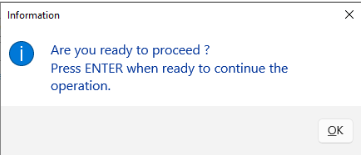 Information
Are you ready to proceed ?
Press ENTER when ready to continue the
operation.
OK